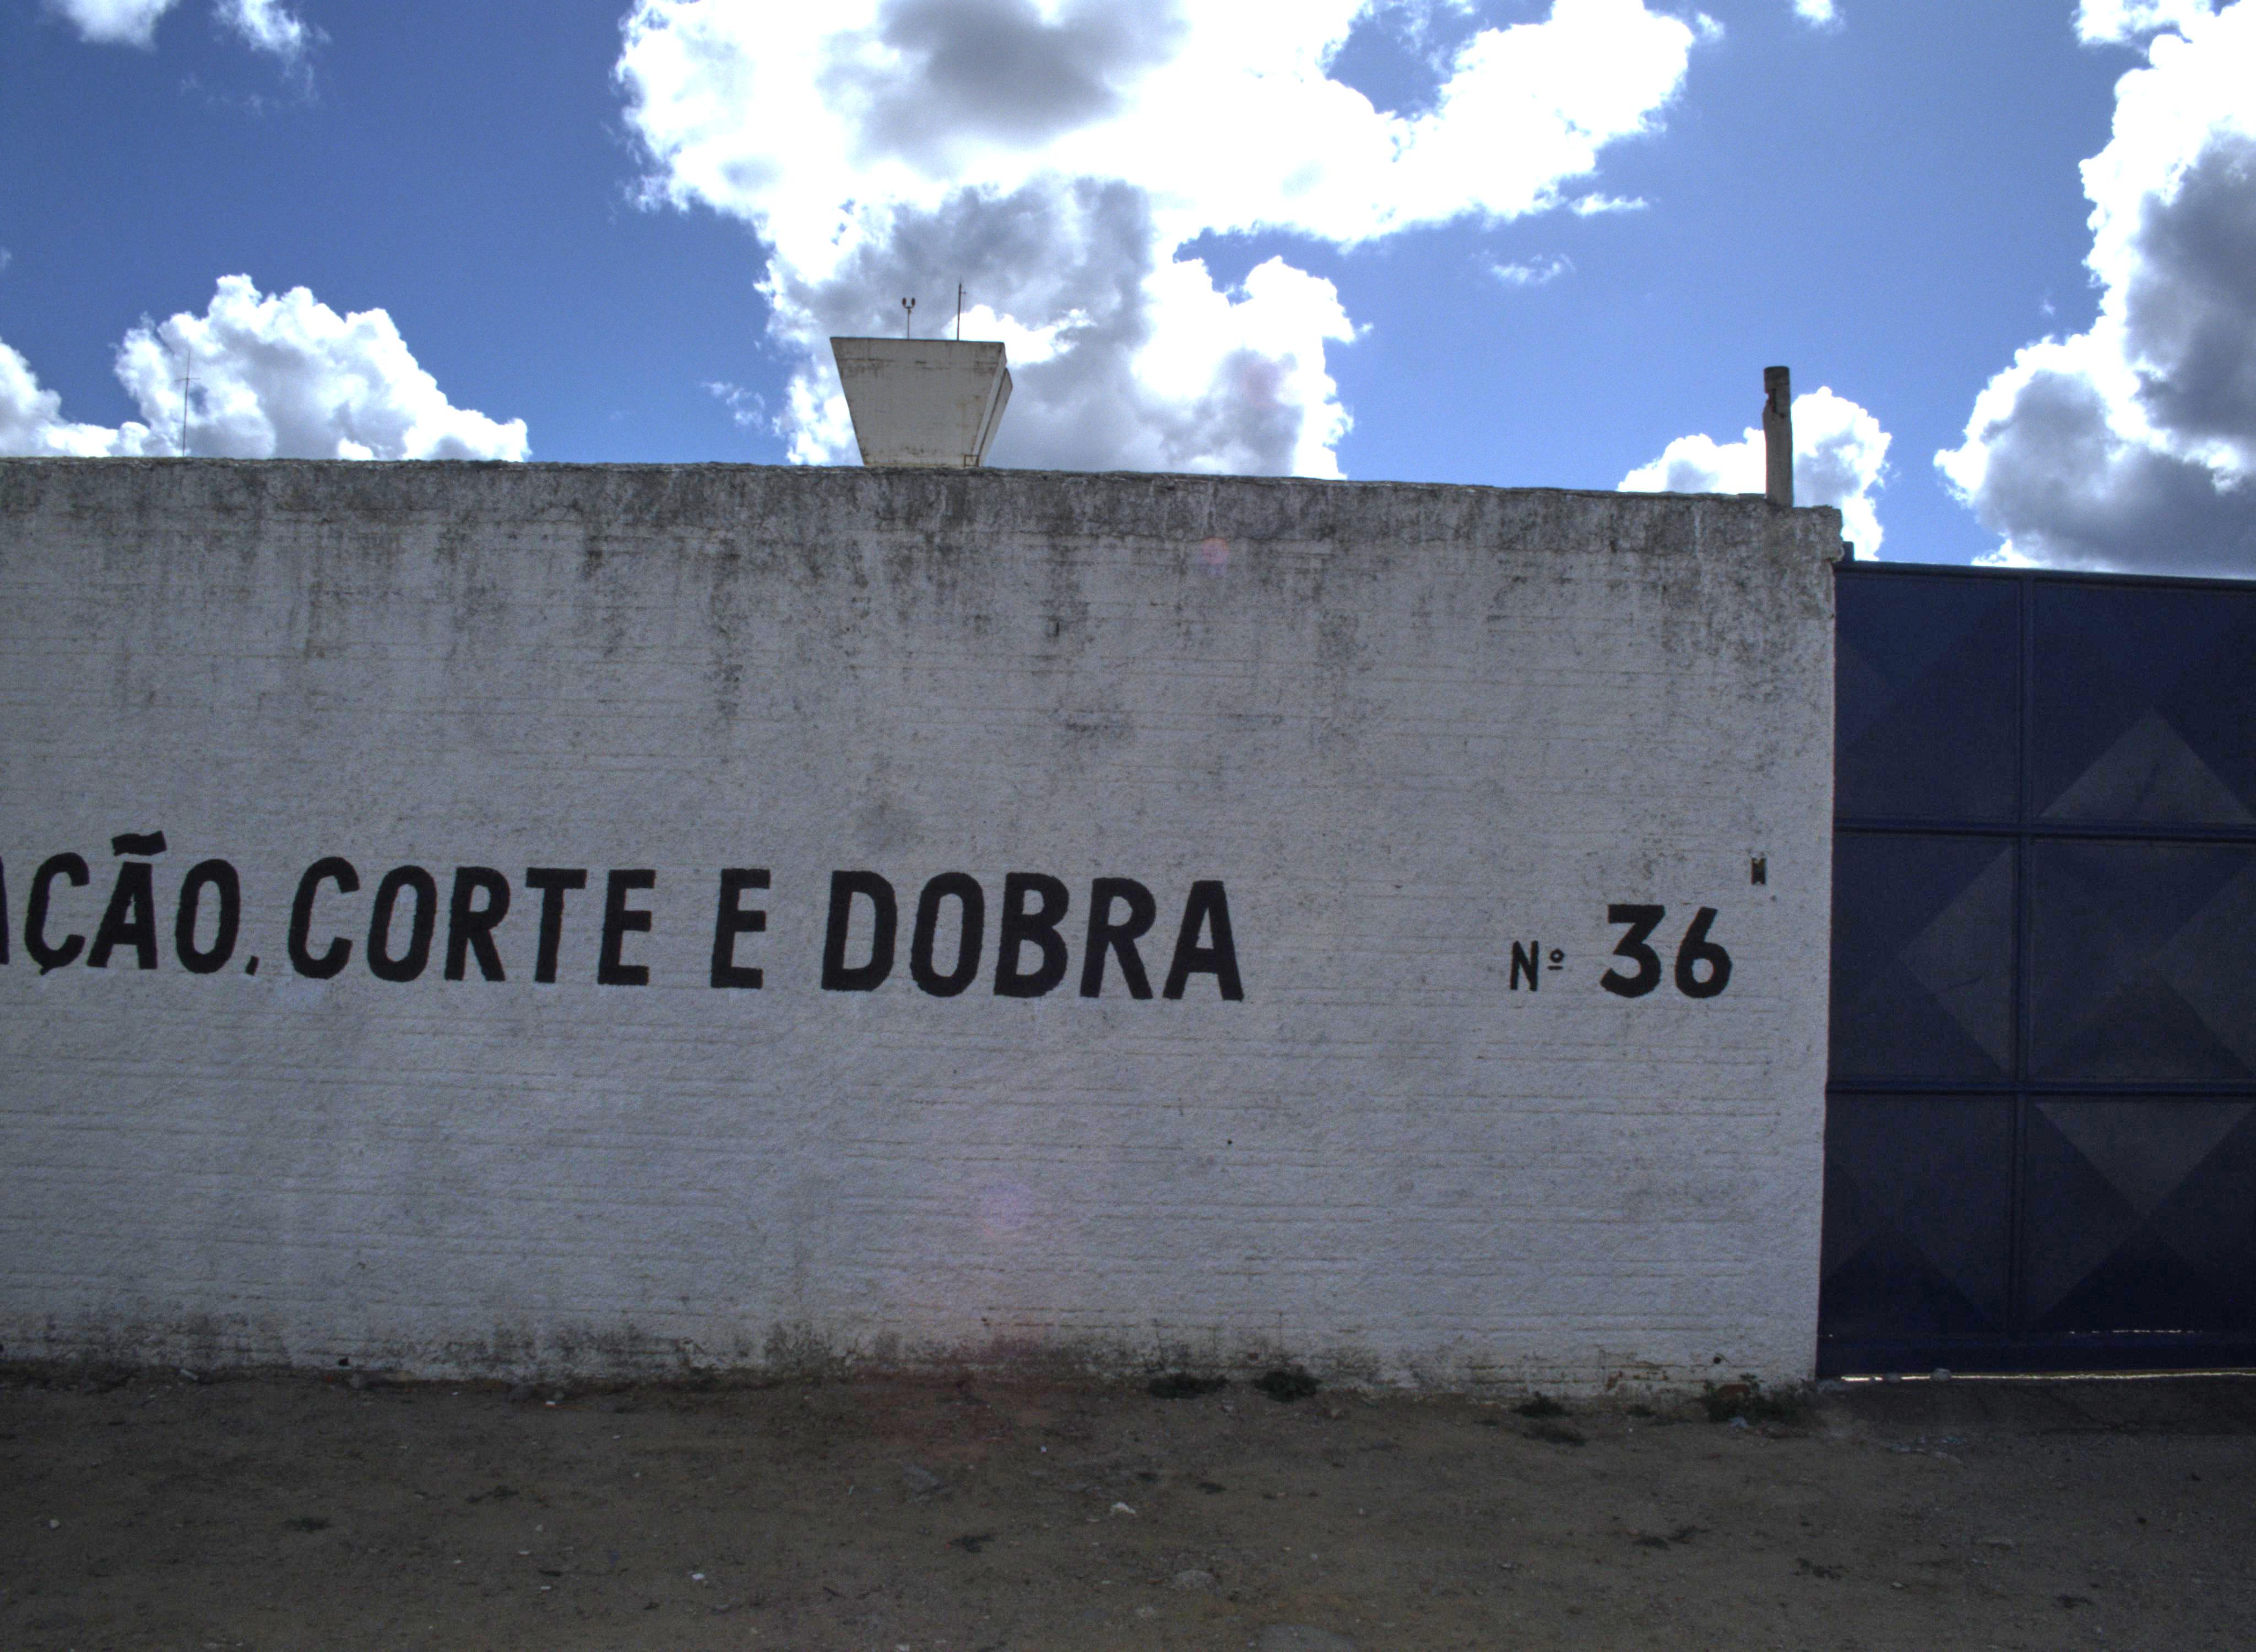 AÇÃO, CORTE E DOBRA Nº 36